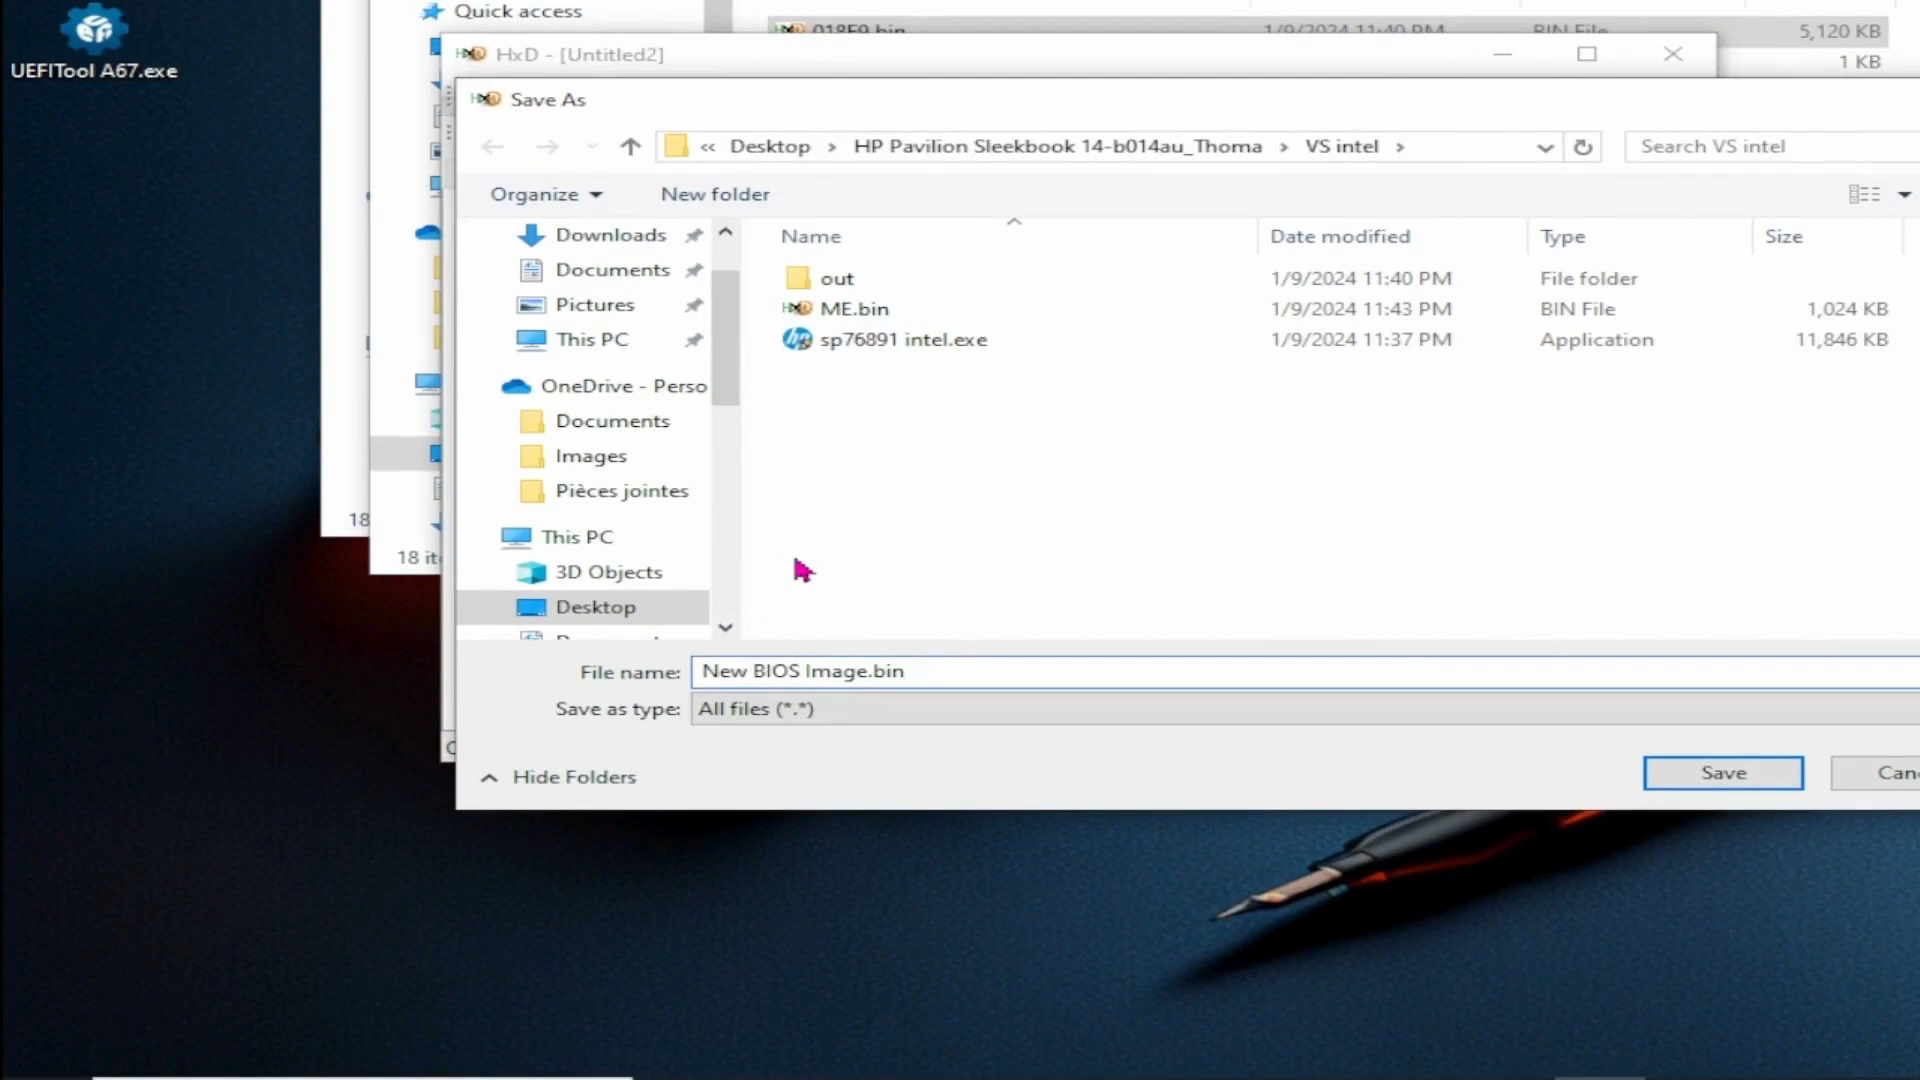 Quick access
018F9.bin
1/9/2024 11:40 PM
BIN File
5,120 KB
1 KB
UEFITool A67.exe
HxD - [Untitled2]
Save As
« Desktop › HP Pavilion Sleekbook 14-b014au_Thoma › VS intel ›
Search VS intel
Organize
New folder
Downloads
Documents
Pictures
This PC
OneDrive - Perso
Documents
Images
Pièces jointes
This PC
3D Objects
Desktop
Name
Date modified
Type
Size
out
1/9/2024 11:40 PM
File folder
ME.bin
1/9/2024 11:43 PM
BIN File
1,024 KB
sp76891 intel.exe
1/9/2024 11:37 PM
Application
11,846 KB
18
18 ite
File name:
New BIOS Image.bin
Save as type:
All files (*.*)
Hide Folders
Save
Canc